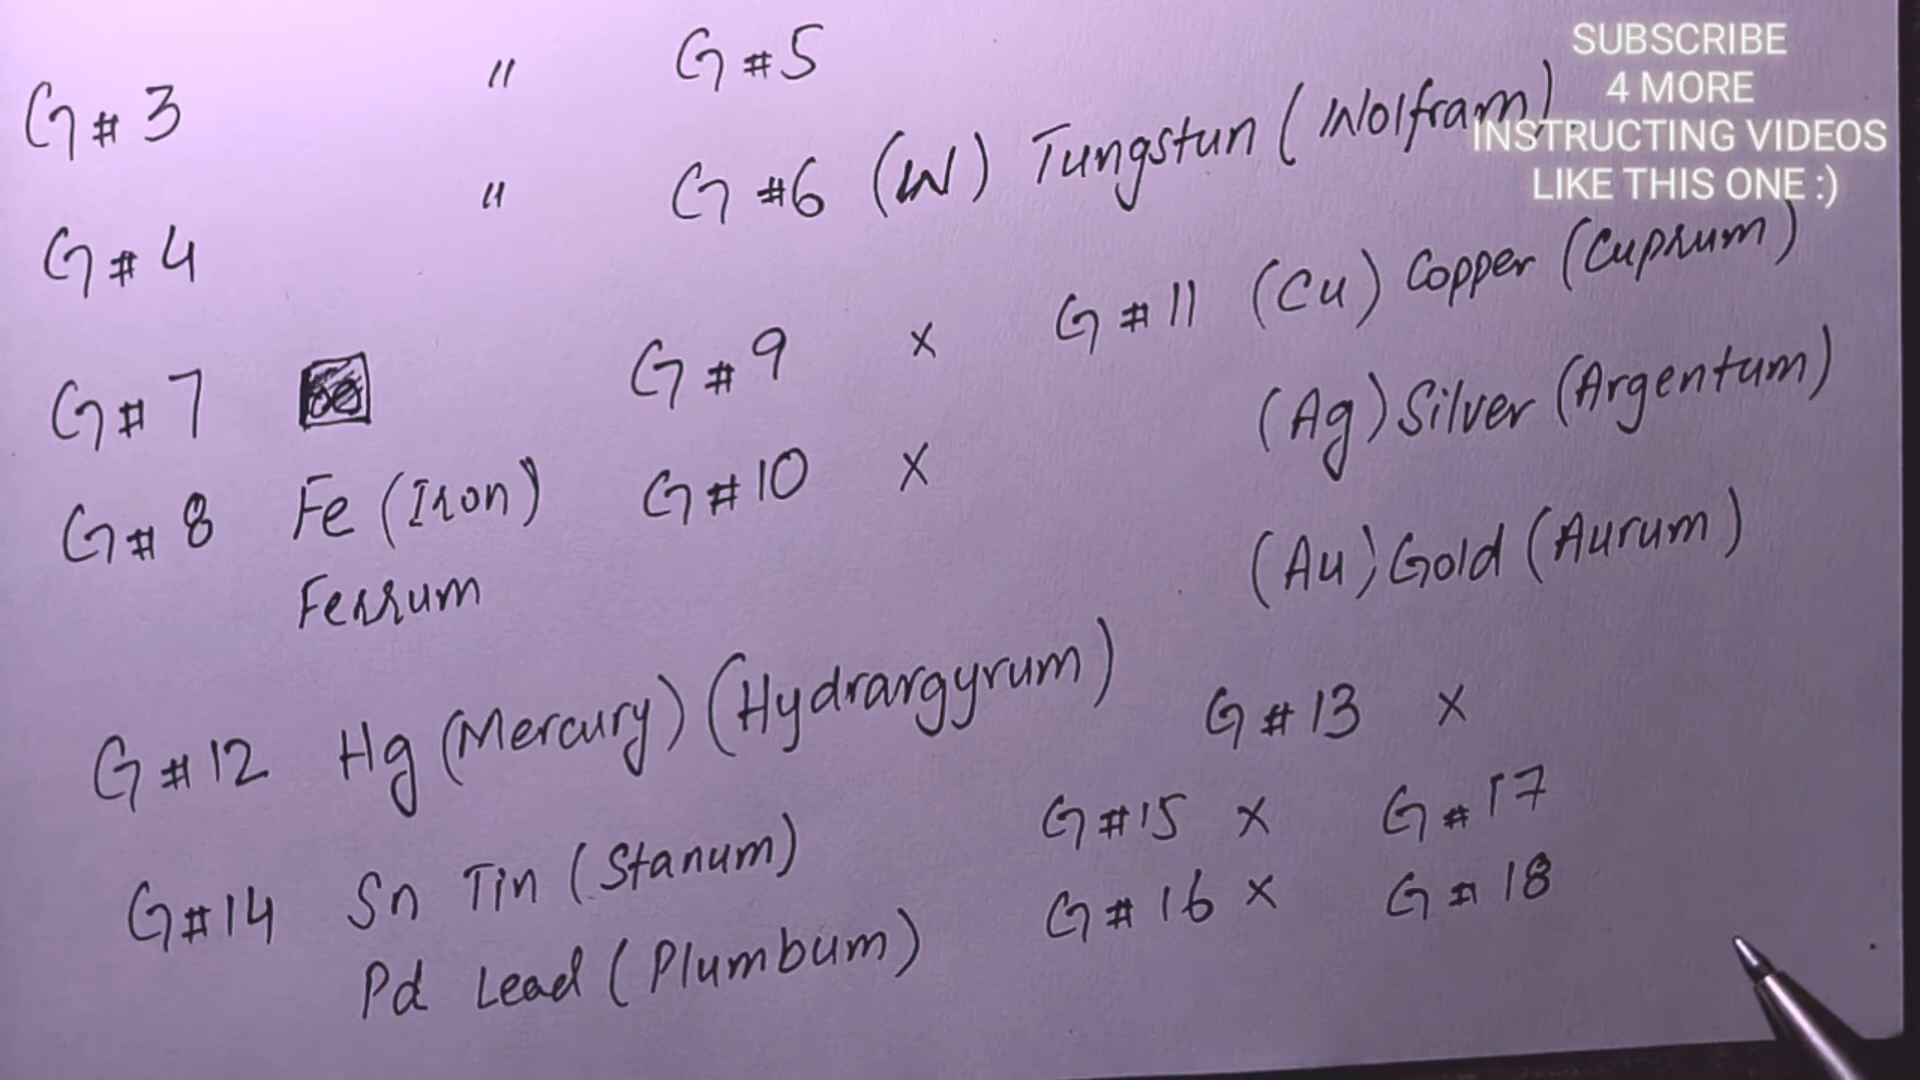 G#3 " G#5
G#4 " G#6 (W) Tungstun (Wolfram)
G#7 G#9 x G#11 (Cu) Copper (Cuprum)
G#8 Fe (Iron) G#10 x (Ag) Silver (Argentum)
Ferrum (Au) Gold (Aurum)
G#12 Hg (Mercury) (Hydrargyrum) G#13 x
G#14 Sn Tin (Stanum) G#15 x G#17
Pd Lead (Plumbum) G#16 x G#18
SUBSCRIBE
4 MORE
INSTRUCTING VIDEOS
LIKE THIS ONE :)